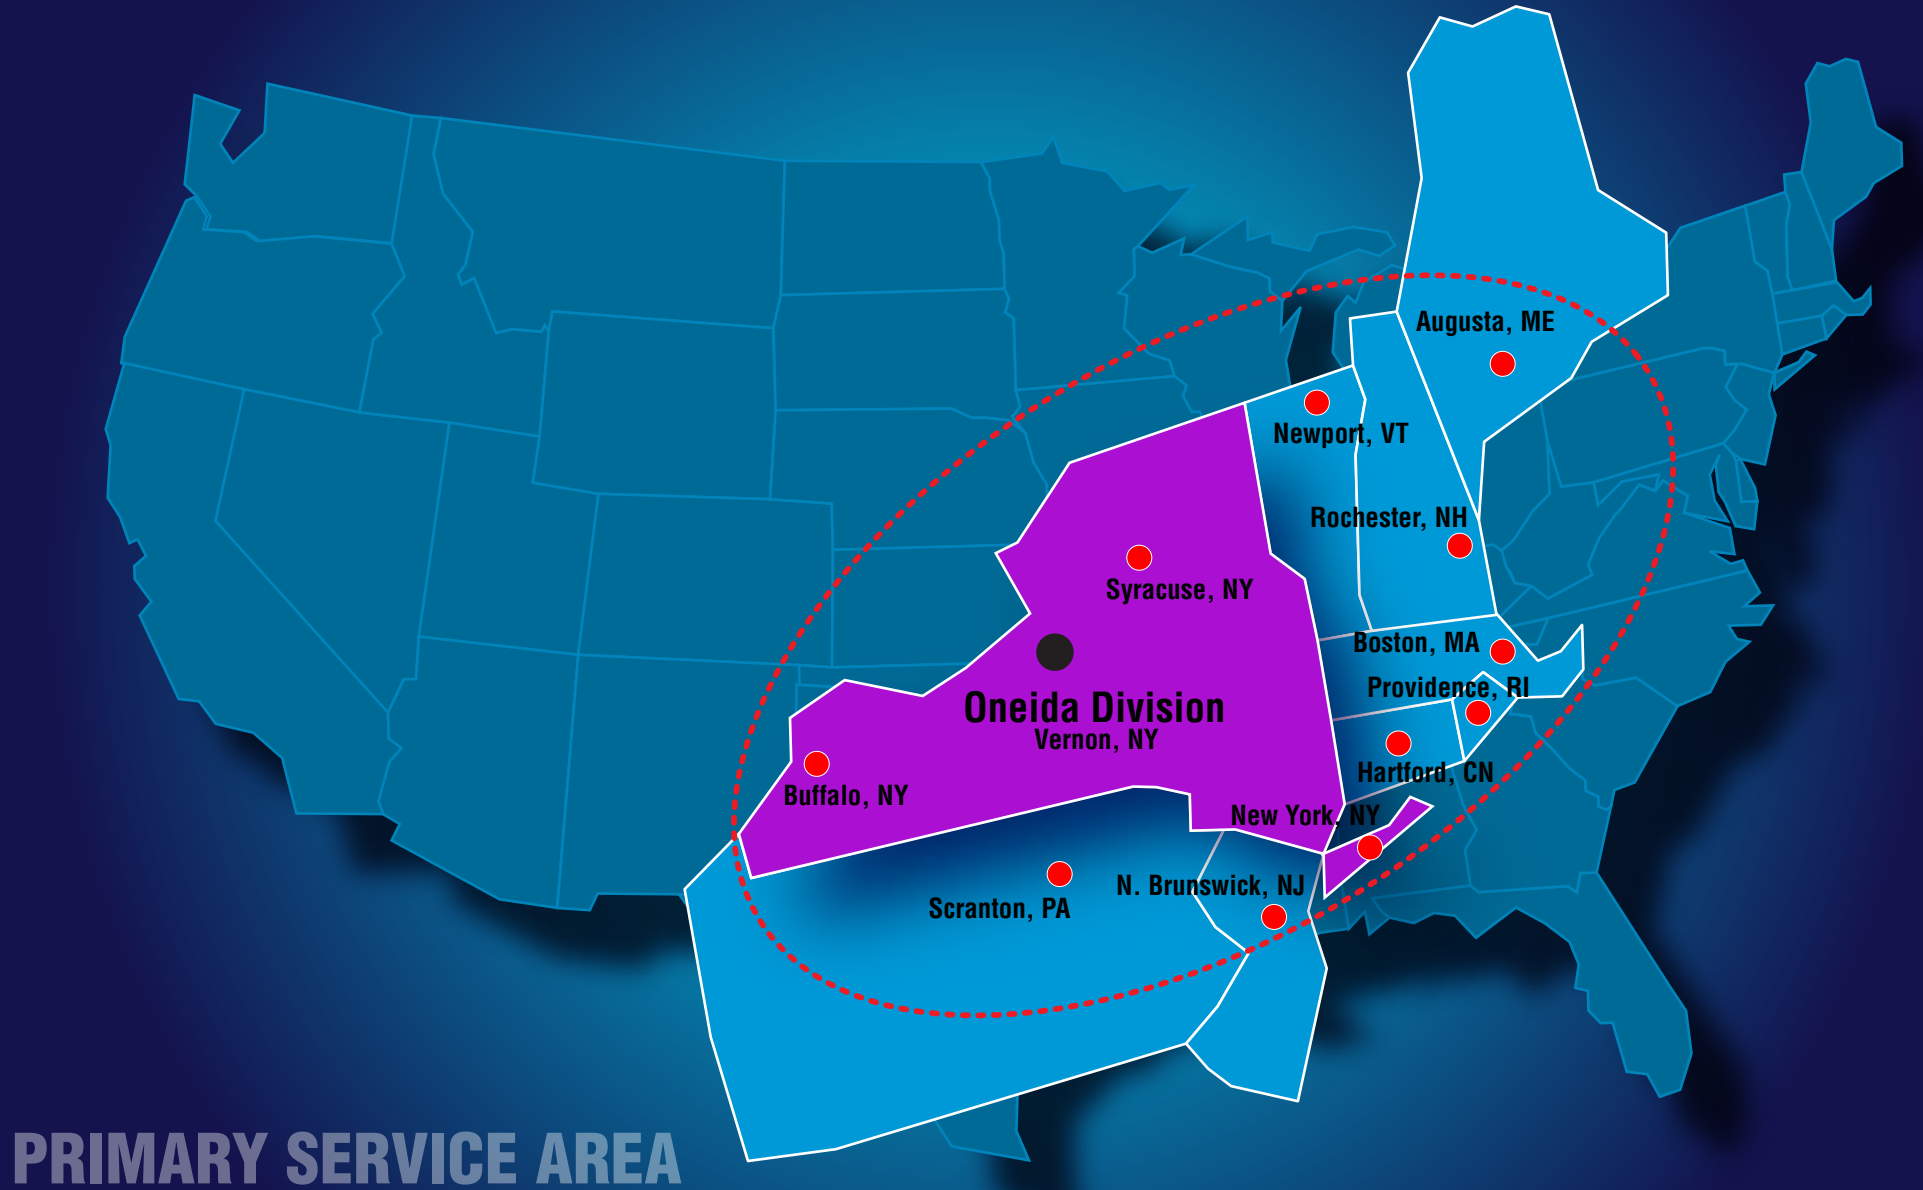 Augusta, ME
Newport, VT
Rochester, NH
Syracuse, NY
Boston, MA
Providence, RI
Oneida Division
Vernon, NY
Hartford, CN
Buffalo, NY
New York, NY
N. Brunswick, NJ
Scranton, PA
PRIMARY SERVICE AREA